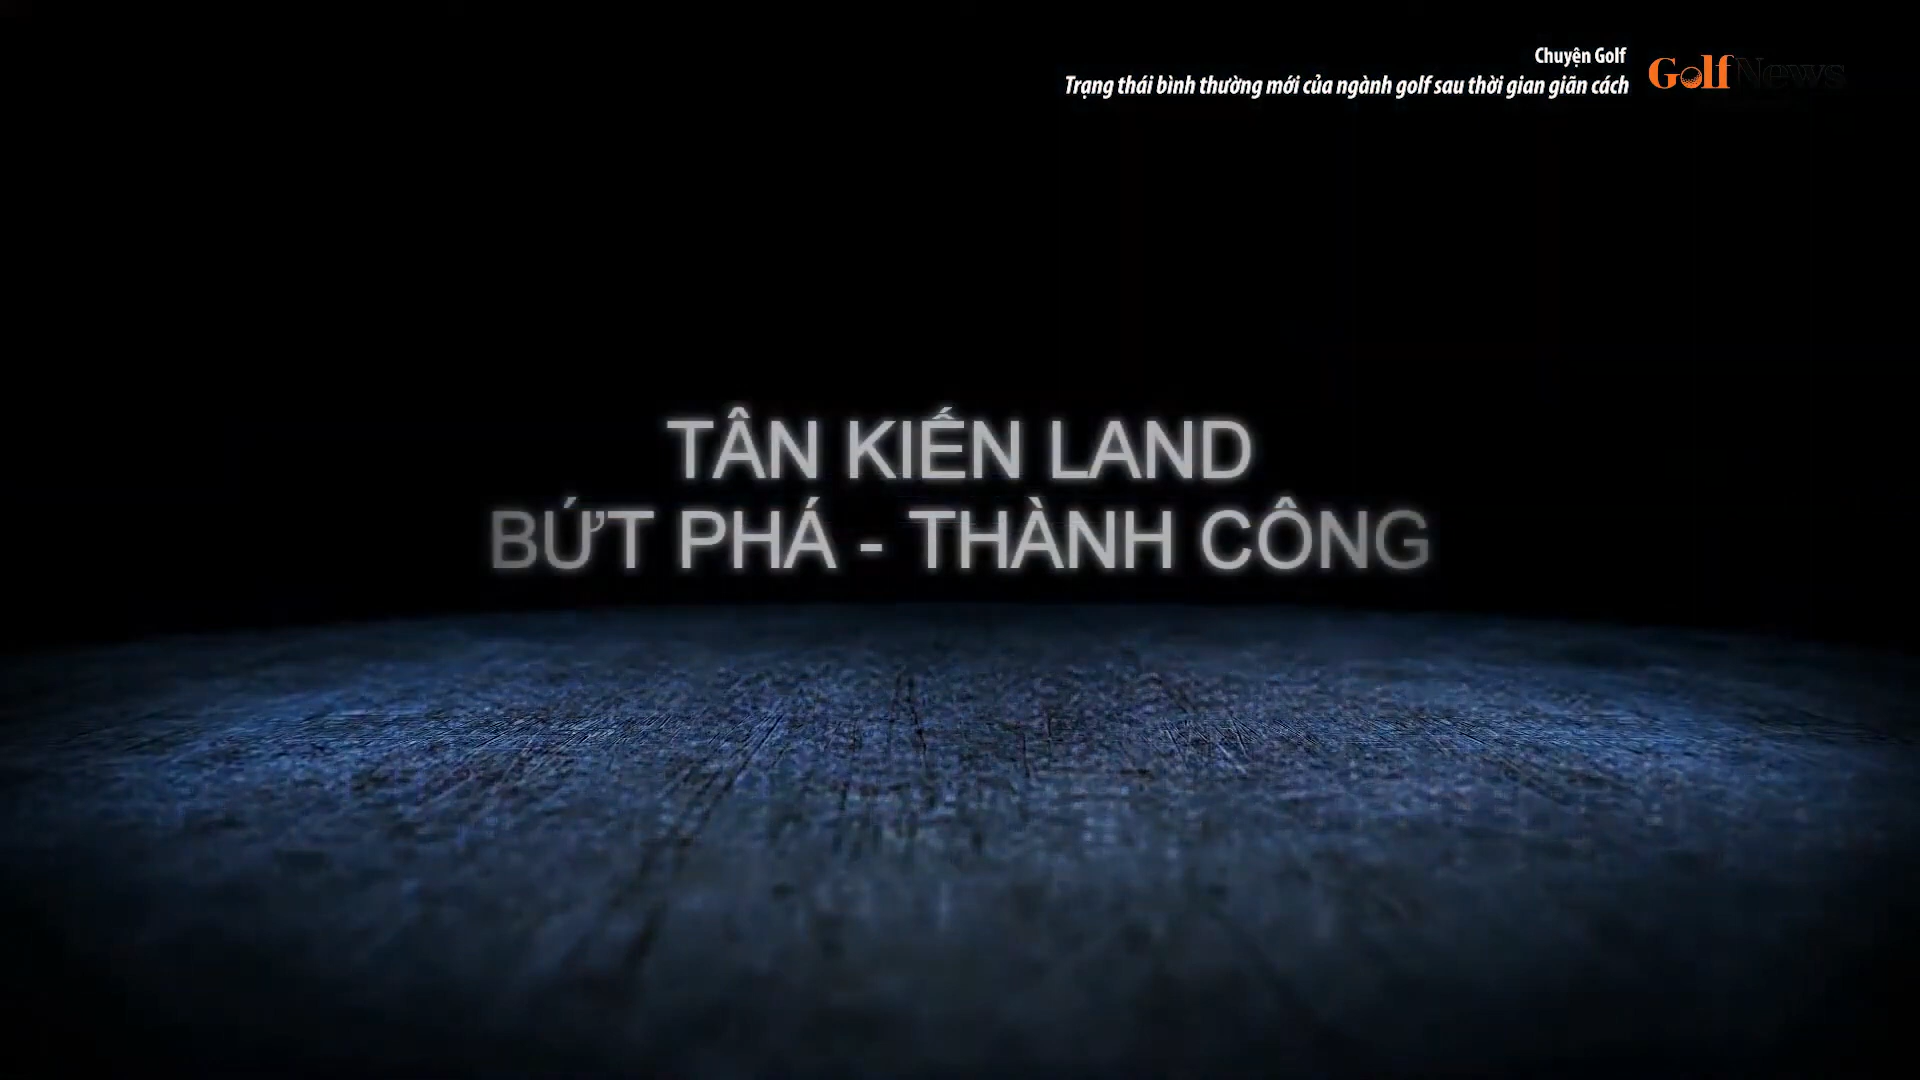 Chuyện Golf
Trạng thái bình thường mới của ngành golf sau thời gian giãn cách
GolfNews
TÂN KIẾN LAND
BỨT PHÁ - THÀNH CÔNG